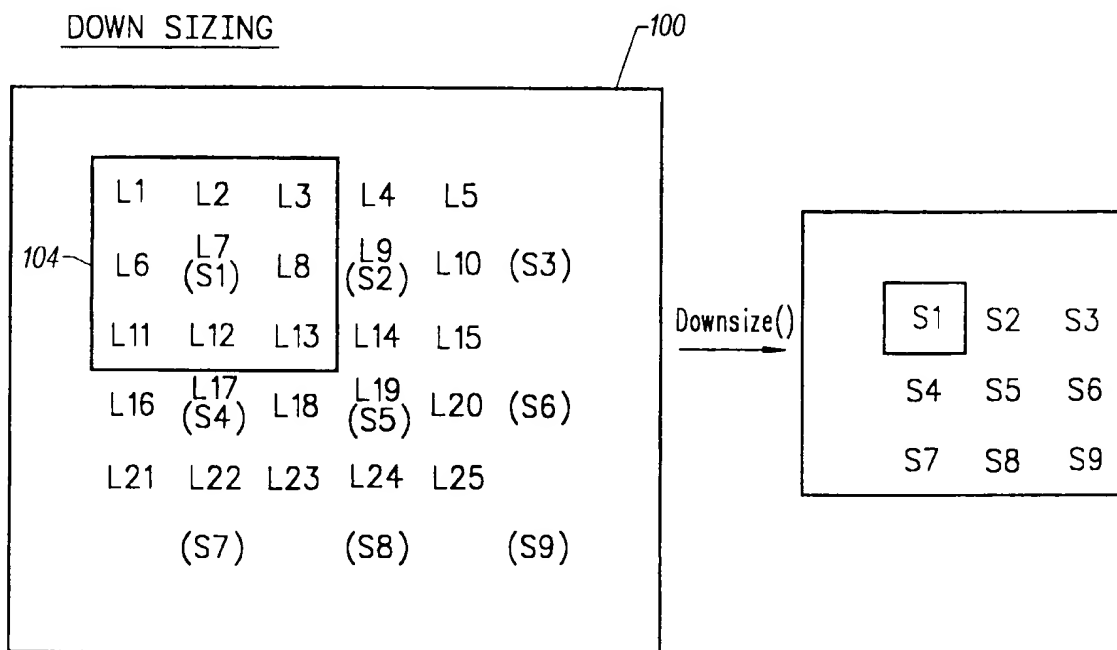 DOWN SIZING
100
L1 L2 L3 L4 L5
104
L6 L7 L8 L9 L10 (S3)
(S1) (S2)
L11 L12 L13 L14 L15
L16 L17 L18 L19 L20 (S6)
(S4) (S5)
L21 L22 L23 L24 L25
(S7) (S8) (S9)
Downsize()
S1 S2 S3
S4 S5 S6
S7 S8 S9